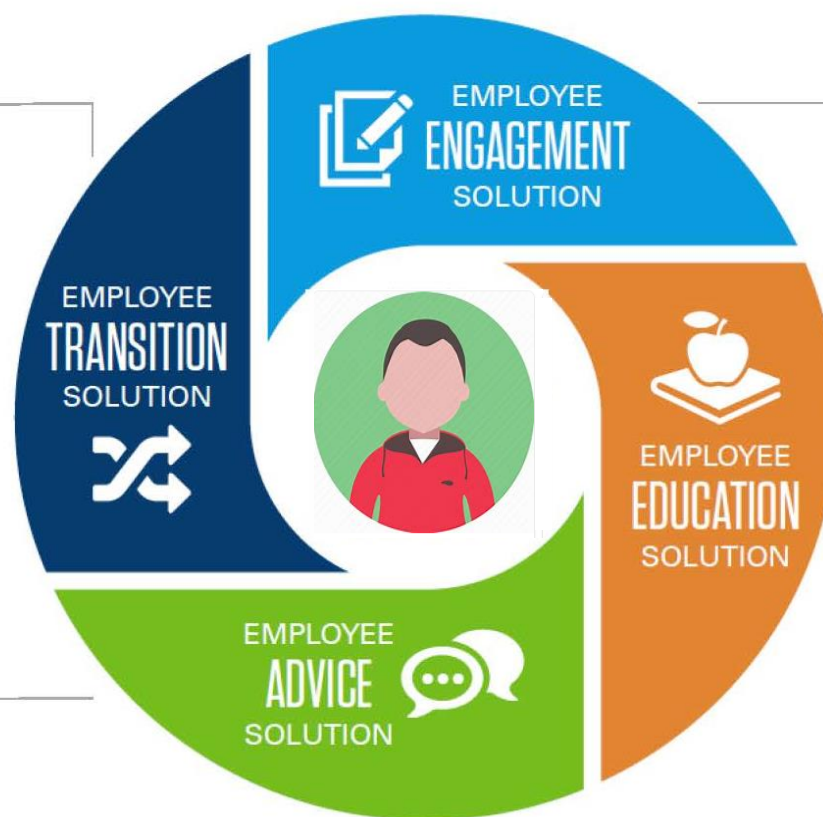 EMPLOYEE
ENGAGEMENT
SOLUTION
EMPLOYEE
TRANSITION
SOLUTION
EMPLOYEE
EDUCATION
SOLUTION
EMPLOYEE
ADVICE
SOLUTION